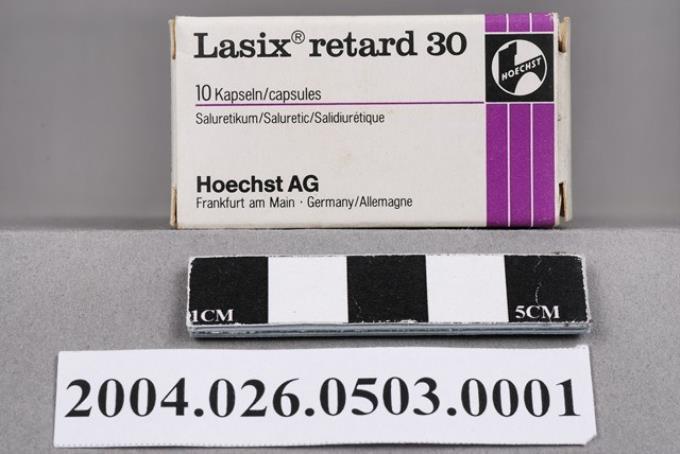 Lasix® retard 30
HOECHST
10 Kapseln/capsules
Saluretikum/Saluretic/Salidiurétique
Hoechst AG
Frankfurt am Main · Germany/Allemagne
1CM 5CM
2004.026.0503.0001